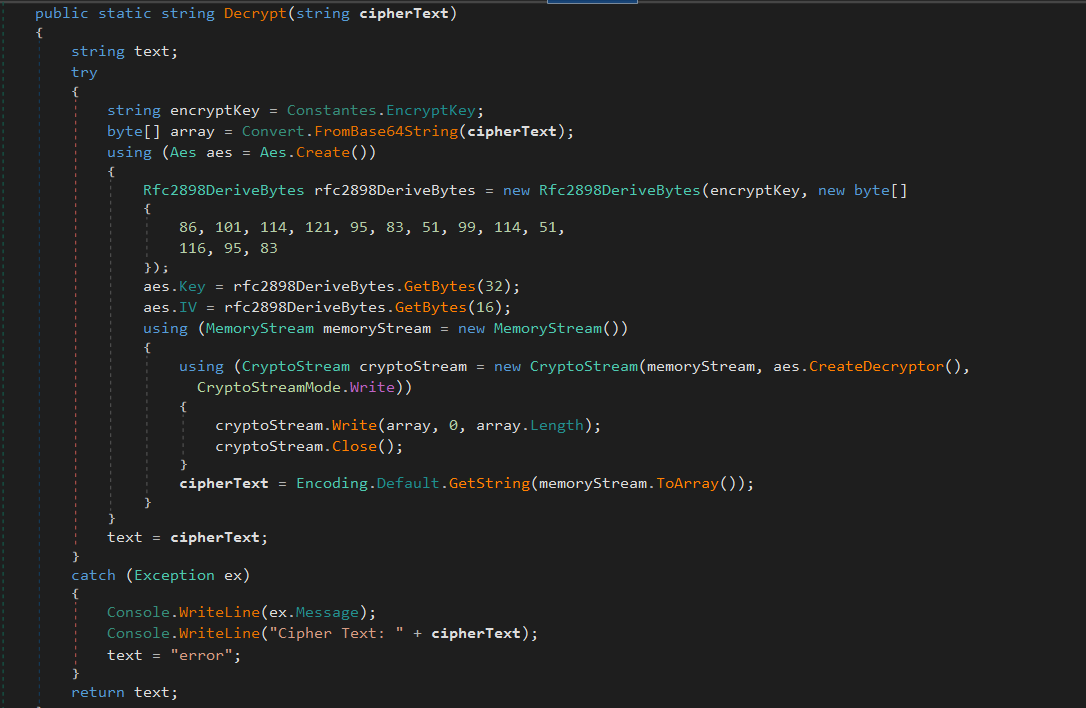 public static string Decrypt(string cipherText)
{
string text;
try
{
string encryptKey = Constantes.EncryptKey;
byte[] array = Convert.FromBase64String(cipherText);
using (Aes aes = Aes.Create())
{
Rfc2898DeriveBytes rfc2898DeriveBytes = new Rfc2898DeriveBytes(encryptKey, new byte[]
{
86, 101, 114, 121, 95, 83, 51, 99, 114, 51,
116, 95, 83
});
aes.Key = rfc2898DeriveBytes.GetBytes(32);
aes.IV = rfc2898DeriveBytes.GetBytes(16);
using (MemoryStream memoryStream = new MemoryStream())
{
using (CryptoStream cryptoStream = new CryptoStream(memoryStream, aes.CreateDecryptor(),
CryptoStreamMode.Write))
{
cryptoStream.Write(array, 0, array.Length);
cryptoStream.Close();
}
cipherText = Encoding.Default.GetString(memoryStream.ToArray());
}
}
text = cipherText;
}
catch (Exception ex)
{
Console.WriteLine(ex.Message);
Console.WriteLine("Cipher Text: " + cipherText);
text = "error";
}
return text;